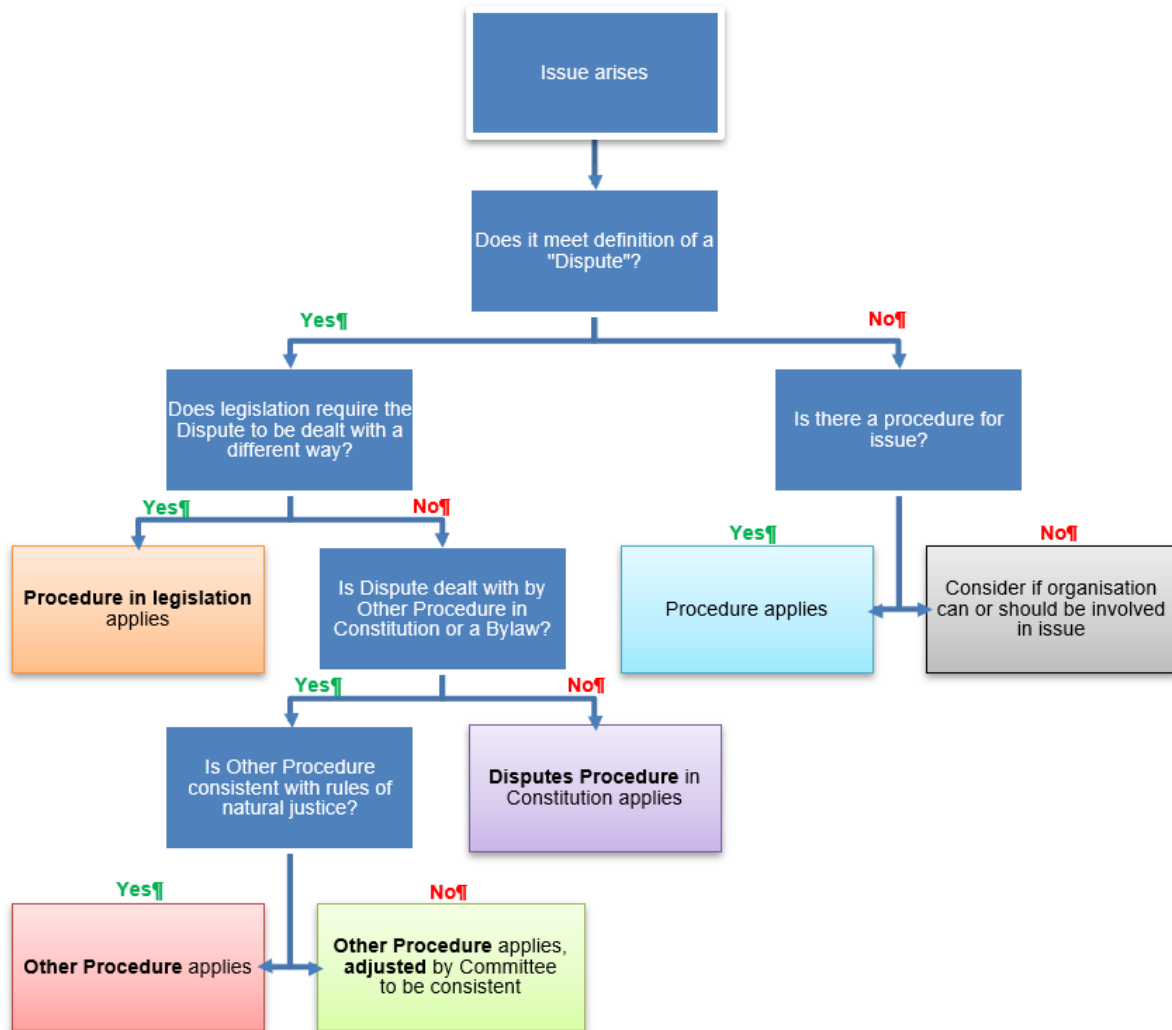 Issue arises
Does it meet definition of a
"Dispute"?
Yes¶
No¶
Does legislation require the
Dispute to be dealt with a
different way?
Is there a procedure for
issue?
Yes¶
No¶
Yes¶
No¶
Procedure in legislation
applies
Is Dispute dealt with by
Other Procedure in
Constitution or a Bylaw?
Procedure applies
Consider if organisation
can or should be involved
in issue
Yes¶
No¶
Is Other Procedure
consistent with rules of
natural justice?
Disputes Procedure in
Constitution applies
Yes¶
No¶
Other Procedure applies
Other Procedure applies,
adjusted by Committee
to be consistent